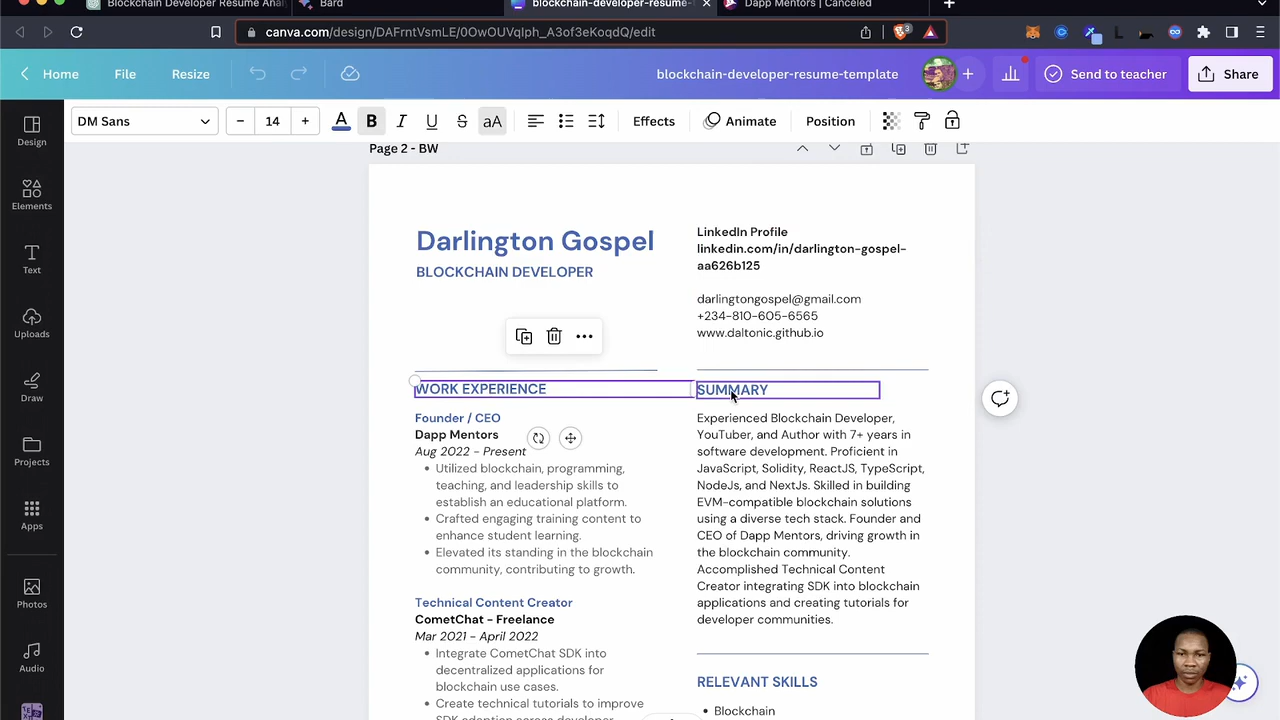 Blockchain Developer Resume Anal
Bard
blockchain-developer-resume-
Dapp Mentors | Canceled
canva.com/design/DAFrntVsmLE/0OwOUVqIph_A3of3eKoqdQ/edit
Home
File
Resize
blockchain-developer-resume-template
Send to teacher
Share
DM Sans
14
A
B
I
U
S
aA
Effects
Animate
Position
Design
Elements
Text
Uploads
Draw
Projects
Apps
Photos
Audio
Page 2 - BW
Darlington Gospel
BLOCKCHAIN DEVELOPER
LinkedIn Profile
linkedin.com/in/darlington-gospel-
aa626b125
darlingtongospel@gmail.com
+234-810-605-6565
www.daltonic.github.io
WORK EXPERIENCE
Founder / CEO
Dapp Mentors
Aug 2022 - Present
• Utilized blockchain, programming,
teaching, and leadership skills to
establish an educational platform.
• Crafted engaging training content to
enhance student learning.
• Elevated its standing in the blockchain
community, contributing to growth.
Technical Content Creator
CometChat - Freelance
Mar 2021 - April 2022
• Integrate CometChat SDK into
decentralized applications for
blockchain use cases.
• Create technical tutorials to improve
SDK adoption across developer
SUMMARY
Experienced Blockchain Developer,
YouTuber, and Author with 7+ years in
software development. Proficient in
JavaScript, Solidity, ReactJS, TypeScript,
NodeJs, and NextJs. Skilled in building
EVM-compatible blockchain solutions
using a diverse tech stack. Founder and
CEO of Dapp Mentors, driving growth in
the blockchain community.
Accomplished Technical Content
Creator integrating SDK into blockchain
applications and creating tutorials for
developer communities.
RELEVANT SKILLS
• Blockchain